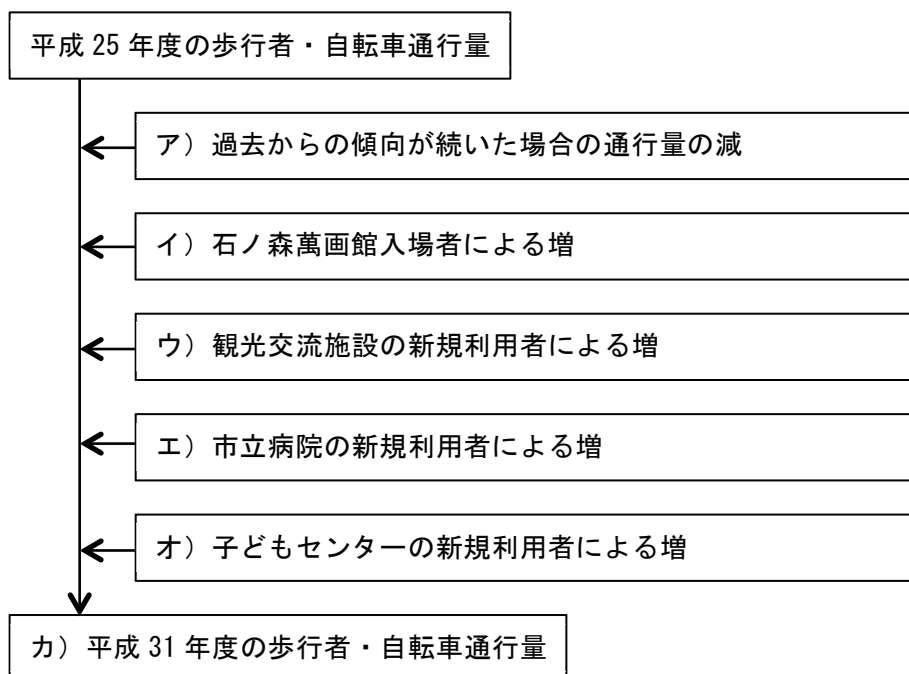 平成 25 年度の歩行者・自転車通行量
ア）過去からの傾向が続いた場合の通行量の減
イ）石ノ森萬画館入場者による増
ウ）観光交流施設の新規利用者による増
エ）市立病院の新規利用者による増
オ）子どもセンターの新規利用者による増
カ）平成 31 年度の歩行者・自転車通行量